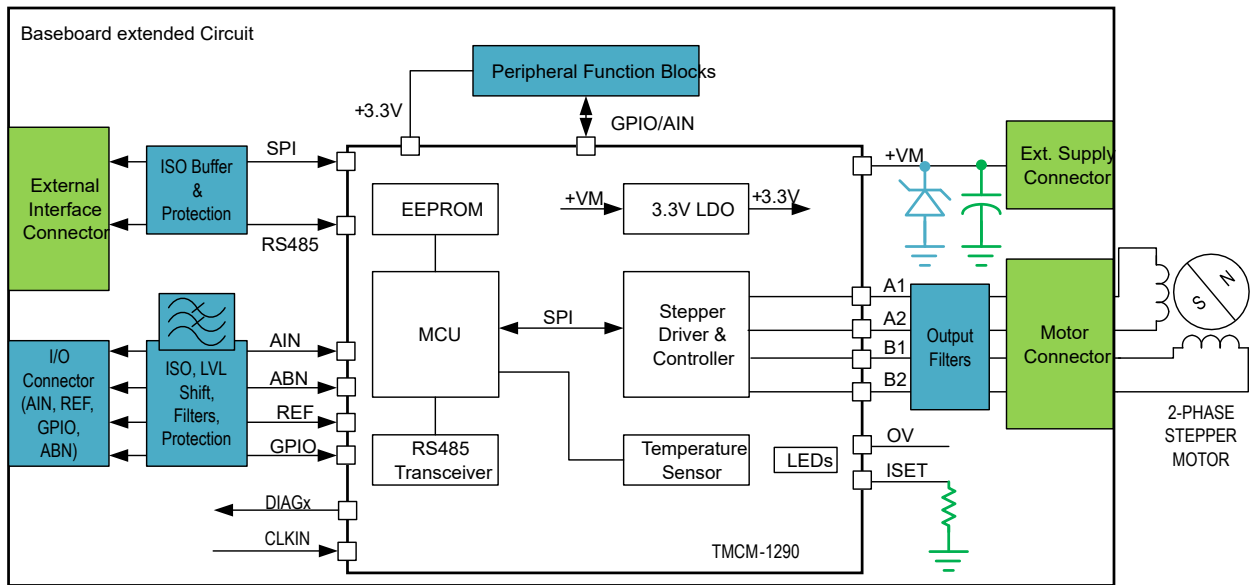 Baseboard extended Circuit
Peripheral Function Blocks
+3.3V
GPIO/AIN
External
Interface
Connector
ISO Buffer
&
Protection
SPI
RS485
+VM
Ext. Supply
Connector
EEPROM
+VM
3.3V LDO
+3.3V
MCU
SPI
Stepper
Driver &
Controller
A1
A2
B1
B2
Output
Filters
Motor
Connector
S
N
2-PHASE
STEPPER
MOTOR
I/O
Connector
(AIN, REF,
GPIO,
ABN)
ISO, LVL
Shift,
Filters,
Protection
AIN
ABN
REF
GPIO
RS485
Transceiver
Temperature
Sensor
LEDs
OV
ISET
DIAGx
CLKIN
TMCM-1290